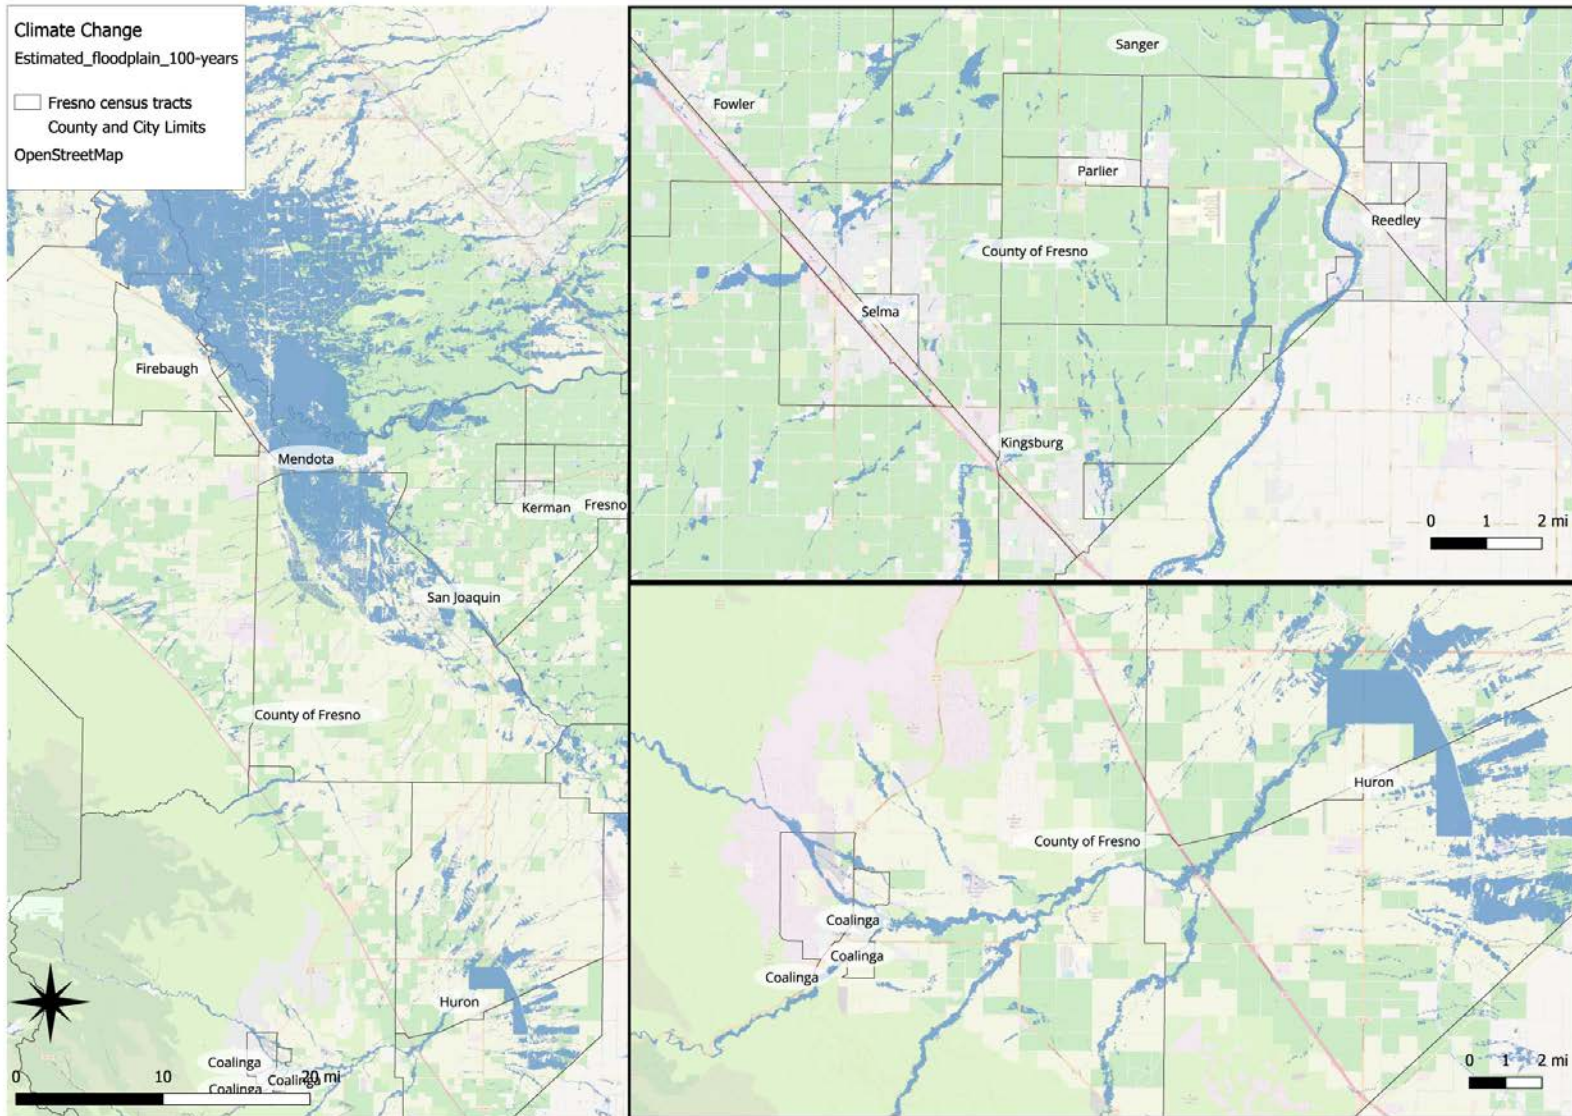 Climate Change
Estimated_floodplain_100-years
Fresno census tracts
County and City Limits
OpenStreetMap
Firebaugh
Mendota
Kerman
Fresno
San Joaquin
County of Fresno
Huron
Coalinga
Coalinga
Coalinga
0 10 20 mi
Sanger
Fowler
Parlier
Reedley
County of Fresno
Selma
Kingsburg
0 1 2 mi
Huron
County of Fresno
Coalinga
Coalinga
Coalinga
0 1 2 mi